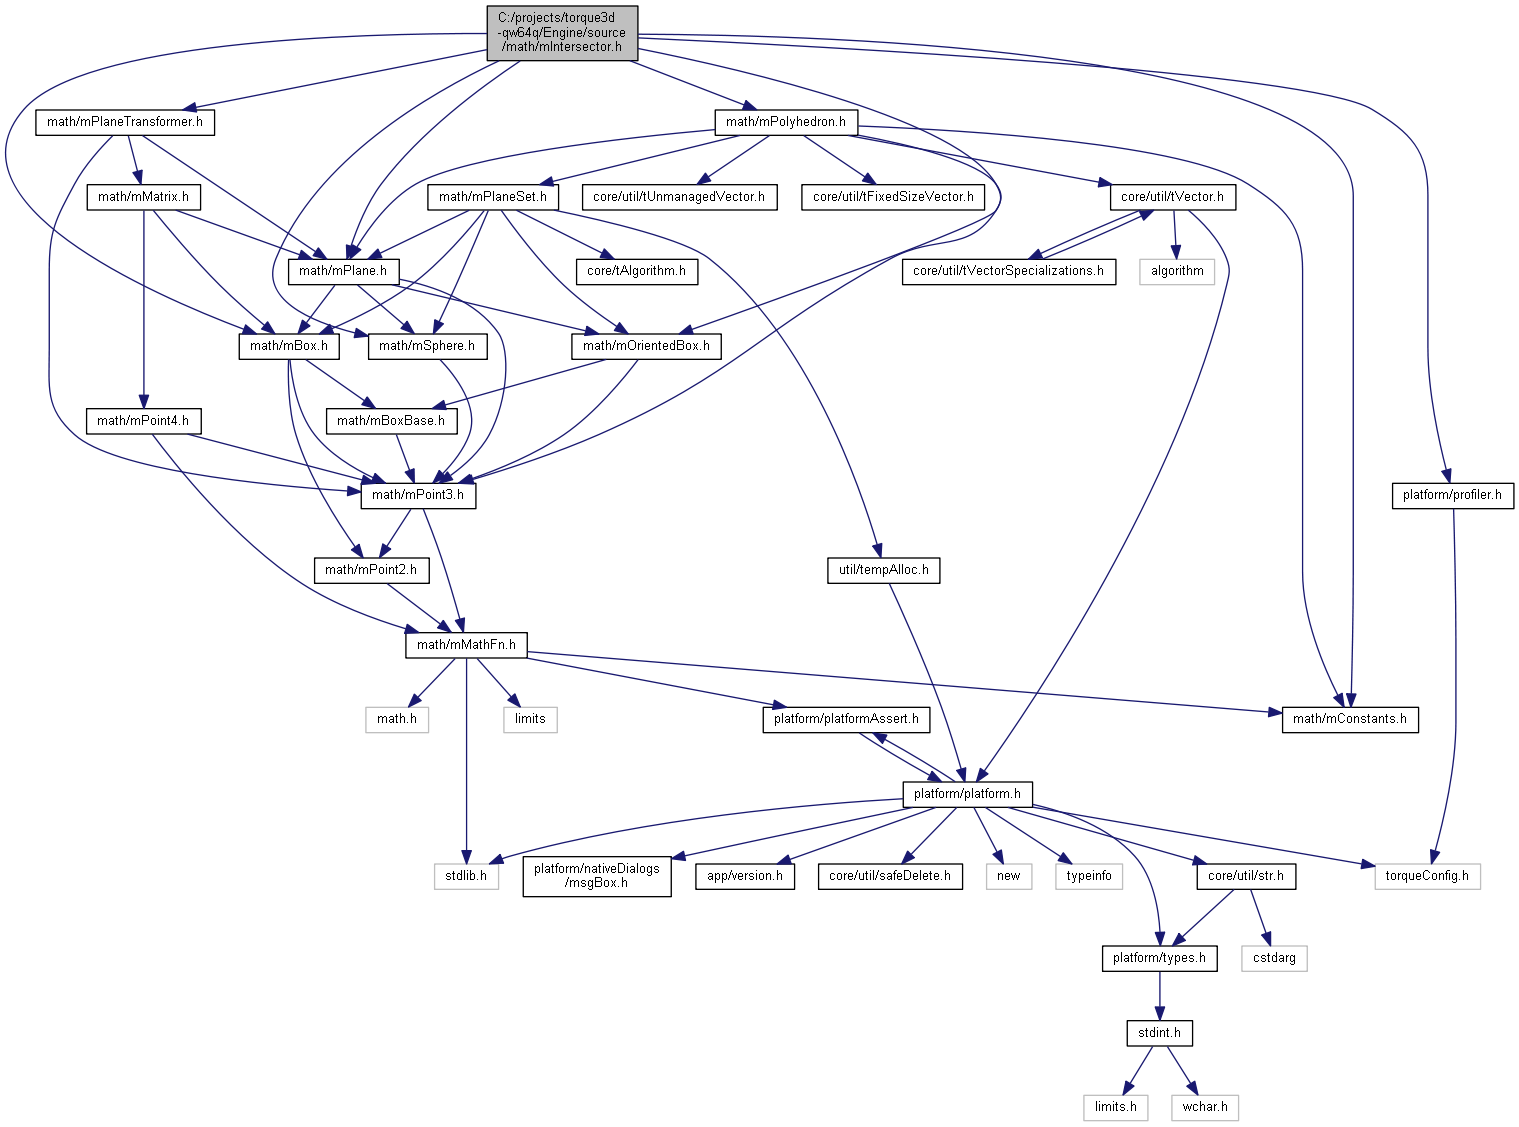 C:/projects/torque3d
-qw64q/Engine/source
/math/mIntersector.h
math/mPlaneTransformer.h
math/mPolyhedron.h
math/mMatrix.h
math/mPlaneSet.h
core/util/tUnmanagedVector.h
core/util/tFixedSizeVector.h
core/util/tVector.h
math/mPlane.h
core/tAlgorithm.h
core/util/tVectorSpecializations.h
algorithm
math/mBox.h
math/mSphere.h
math/mOrientedBox.h
math/mPoint4.h
math/mBoxBase.h
math/mPoint3.h
platform/profiler.h
math/mPoint2.h
util/tempAlloc.h
math/mMathFn.h
math.h
limits
platform/platformAssert.h
math/mConstants.h
platform/platform.h
stdlib.h
platform/nativeDialogs
/msgBox.h
app/version.h
core/util/safeDelete.h
new
typeinfo
core/util/str.h
torqueConfig.h
platform/types.h
cstdarg
stdint.h
limits.h
wchar.h